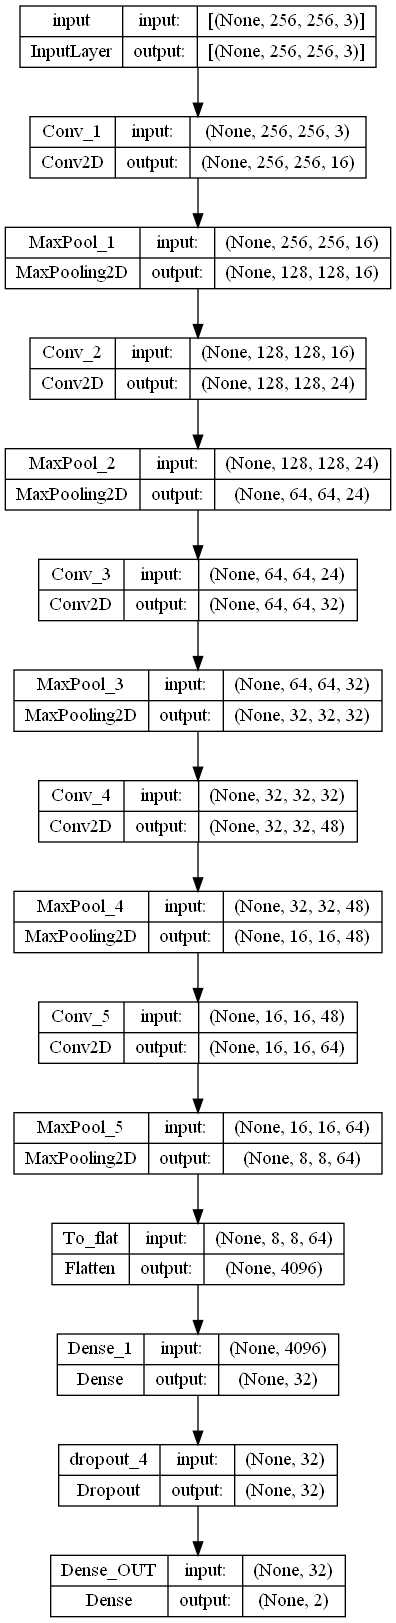 input input: [(None, 256, 256, 3)]
InputLayer output: [(None, 256, 256, 3)]
Conv_1 input: (None, 256, 256, 3)
Conv2D output: (None, 256, 256, 16)
MaxPool_1 input: (None, 256, 256, 16)
MaxPooling2D output: (None, 128, 128, 16)
Conv_2 input: (None, 128, 128, 16)
Conv2D output: (None, 128, 128, 24)
MaxPool_2 input: (None, 128, 128, 24)
MaxPooling2D output: (None, 64, 64, 24)
Conv_3 input: (None, 64, 64, 24)
Conv2D output: (None, 64, 64, 32)
MaxPool_3 input: (None, 64, 64, 32)
MaxPooling2D output: (None, 32, 32, 32)
Conv_4 input: (None, 32, 32, 32)
Conv2D output: (None, 32, 32, 48)
MaxPool_4 input: (None, 32, 32, 48)
MaxPooling2D output: (None, 16, 16, 48)
Conv_5 input: (None, 16, 16, 48)
Conv2D output: (None, 16, 16, 64)
MaxPool_5 input: (None, 16, 16, 64)
MaxPooling2D output: (None, 8, 8, 64)
To_flat input: (None, 8, 8, 64)
Flatten output: (None, 4096)
Dense_1 input: (None, 4096)
Dense output: (None, 32)
dropout_4 input: (None, 32)
Dropout output: (None, 32)
Dense_OUT input: (None, 32)
Dense output: (None, 2)